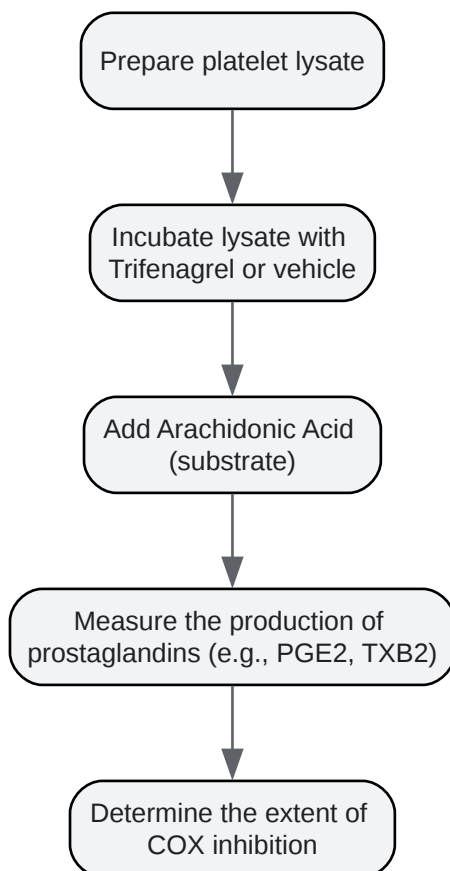 Prepare platelet lysate
Incubate lysate with
Trifenagrel or vehicle
Add Arachidonic Acid
(substrate)
Measure the production of
prostaglandins (e.g., PGE2, TXB2)
Determine the extent of
COX inhibition